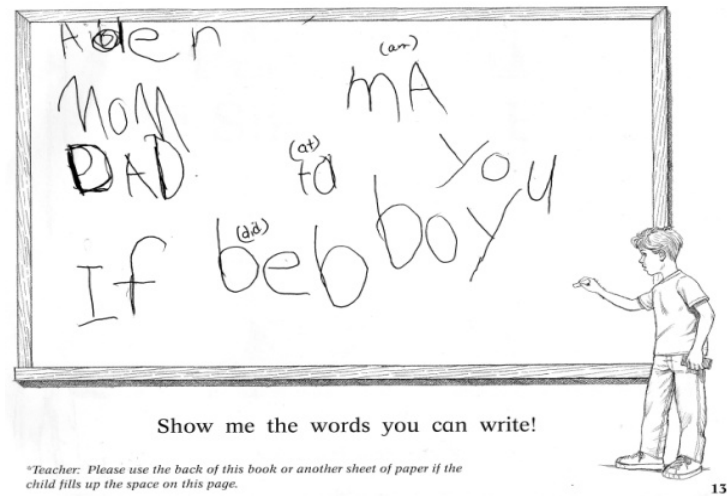 Aiden
(am)
mA
MOM
DAD
(at)
ta
you
If
(did)
beb
boy
Show me the words you can write!
*Teacher: Please use the back of this book or another sheet of paper if the
child fills up the space on this page.
13